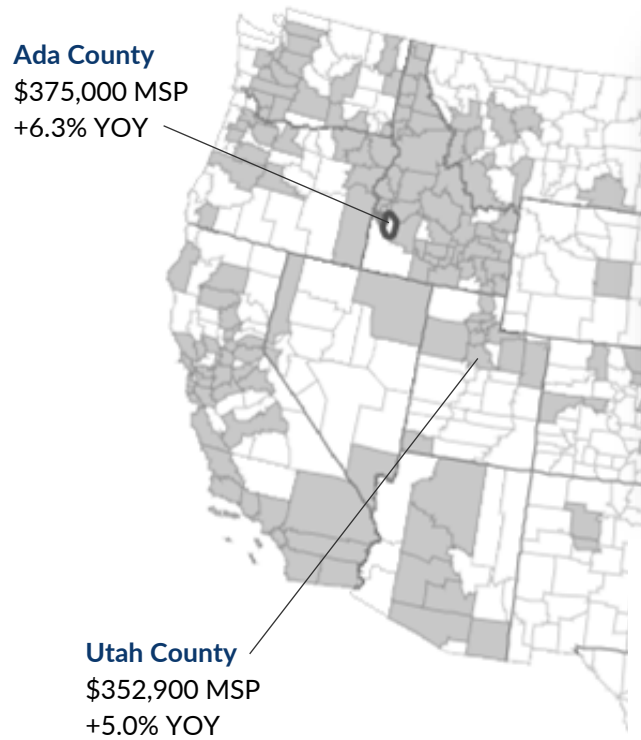 Ada County
$375,000 MSP
+6.3% YOY
Utah County
$352,900 MSP
+5.0% YOY